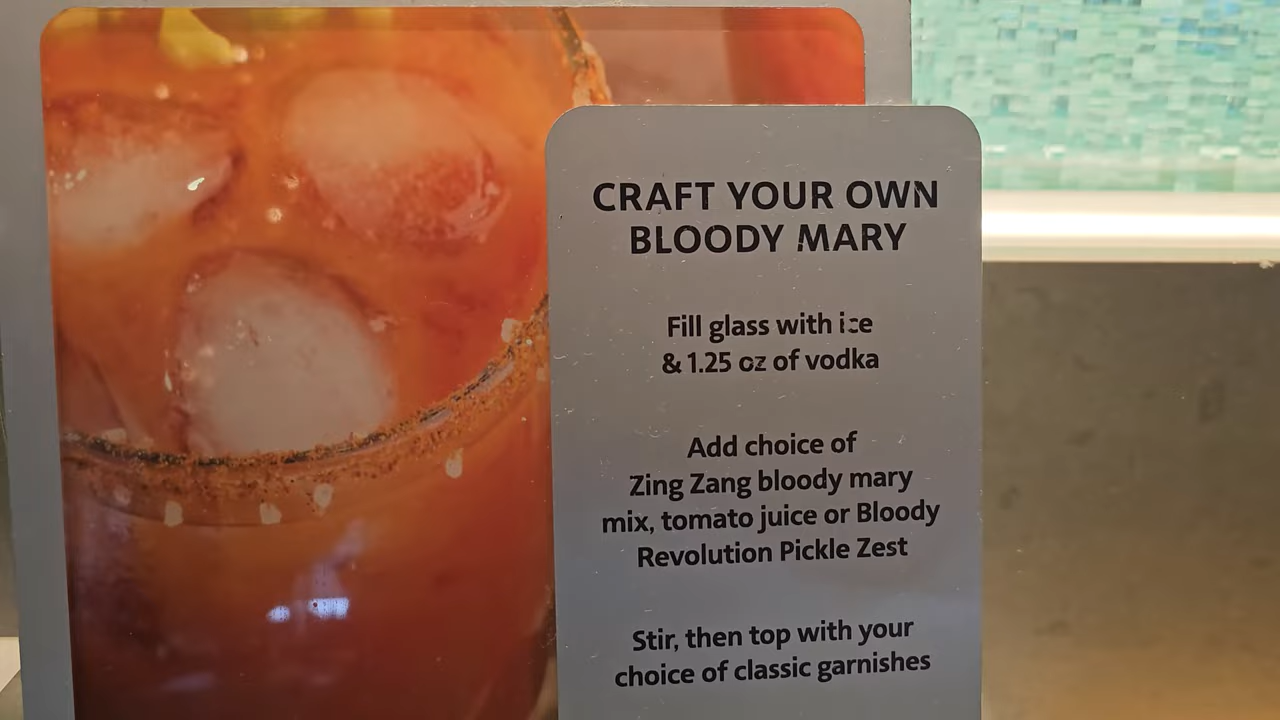 CRAFT YOUR OWN
BLOODY MARY
Fill glass with ice
& 1.25 oz of vodka
Add choice of
Zing Zang bloody mary
mix, tomato juice or Bloody
Revolution Pickle Zest
Stir, then top with your
choice of classic garnishes